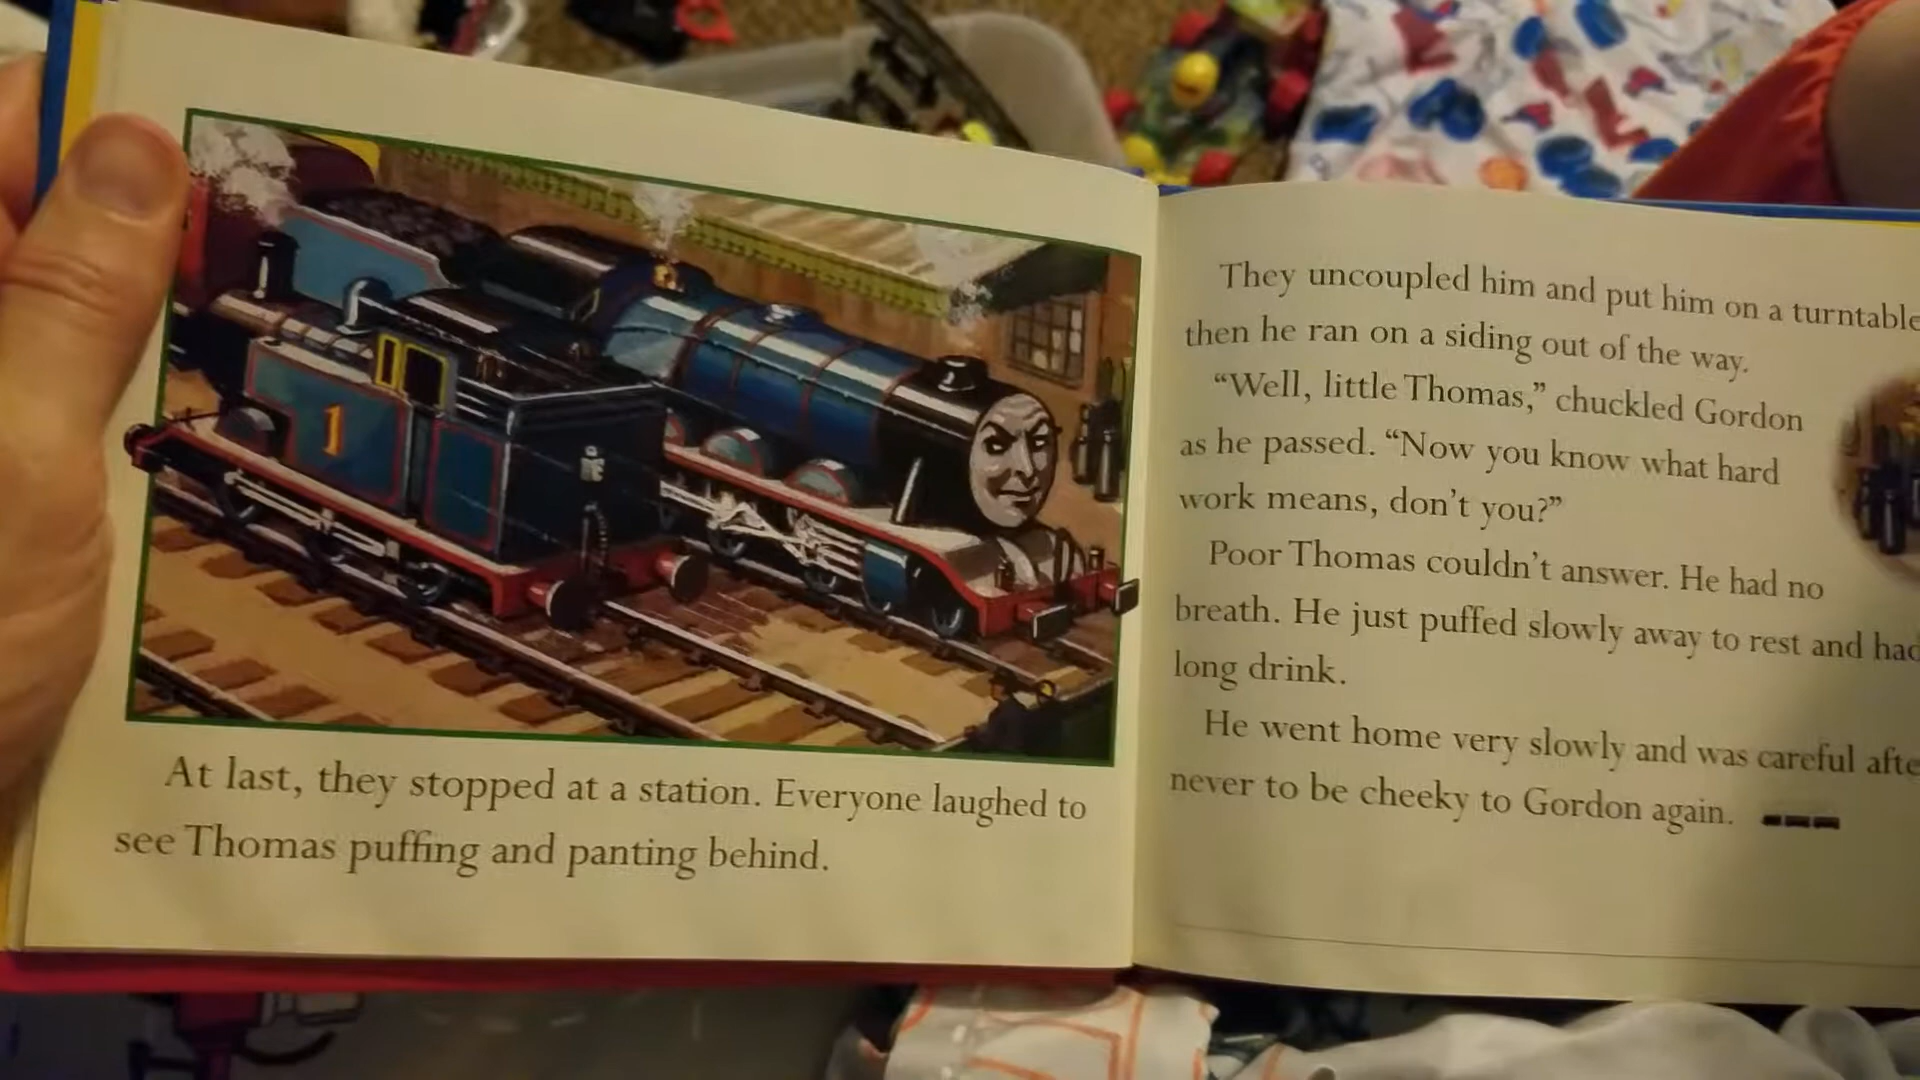 1
At last, they stopped at a station. Everyone laughed to
see Thomas puffing and panting behind.
They uncoupled him and put him on a turntable
then he ran on a siding out of the way.
“Well, little Thomas,” chuckled Gordon
as he passed. “Now you know what hard
work means, don’t you?”
Poor Thomas couldn’t answer. He had no
breath. He just puffed slowly away to rest and had
long drink.
He went home very slowly and was careful afte
never to be cheeky to Gordon again.